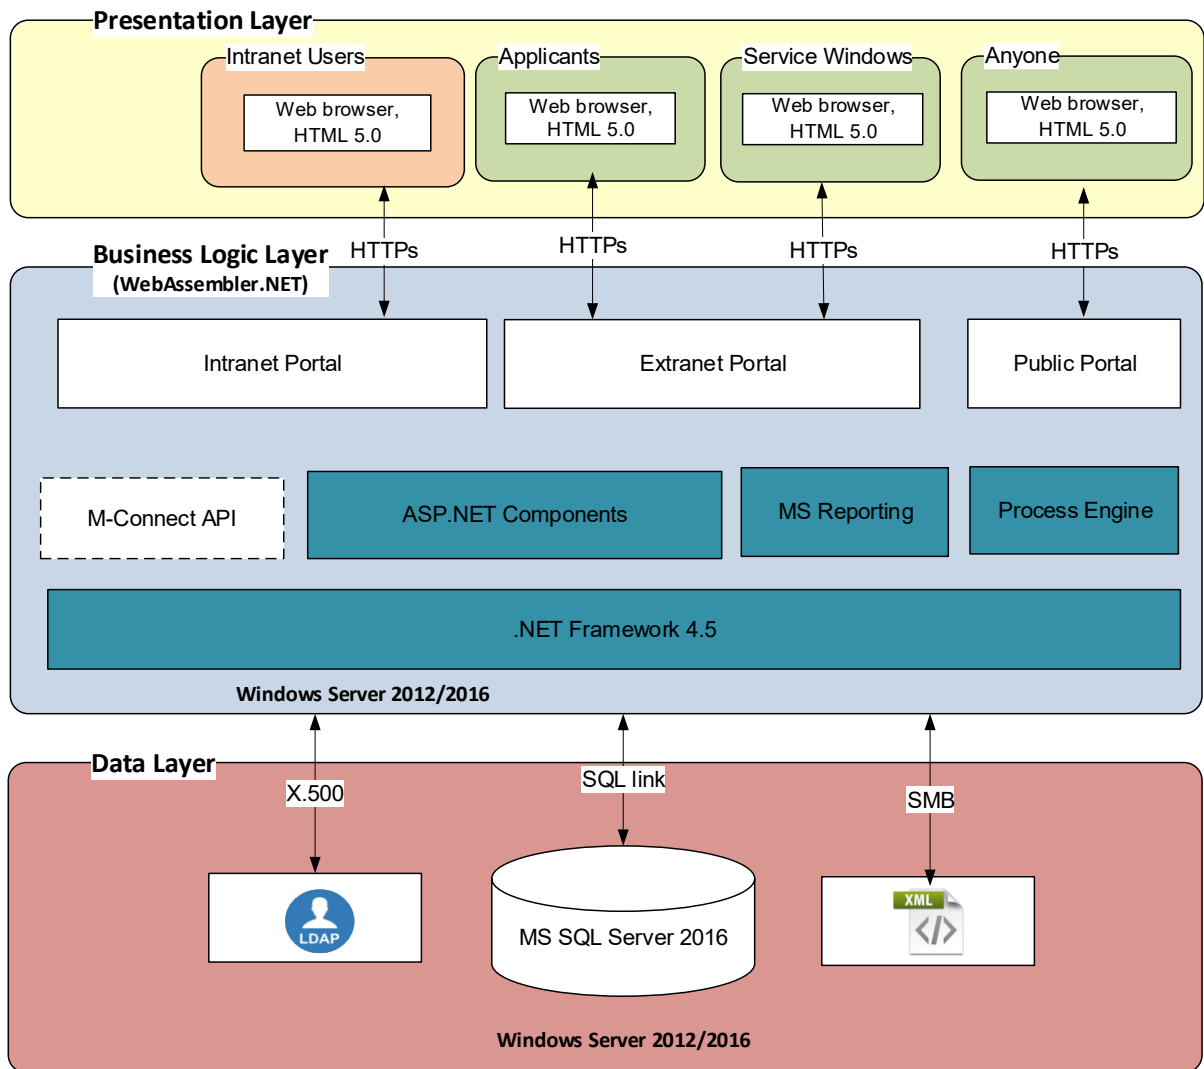 Presentation Layer
Intranet Users
Applicants
Service Windows
Anyone
Web browser,
HTML 5.0
Web browser,
HTML 5.0
Web browser,
HTML 5.0
Web browser,
HTML 5.0
HTTPs
HTTPs
HTTPs
HTTPs
Business Logic Layer
(WebAssembler.NET)
Intranet Portal
Extranet Portal
Public Portal
M-Connect API
ASP.NET Components
MS Reporting
Process Engine
.NET Framework 4.5
Windows Server 2012/2016
Data Layer
X.500
SQL link
SMB
LDAP
MS SQL Server 2016
XML
</>
Windows Server 2012/2016